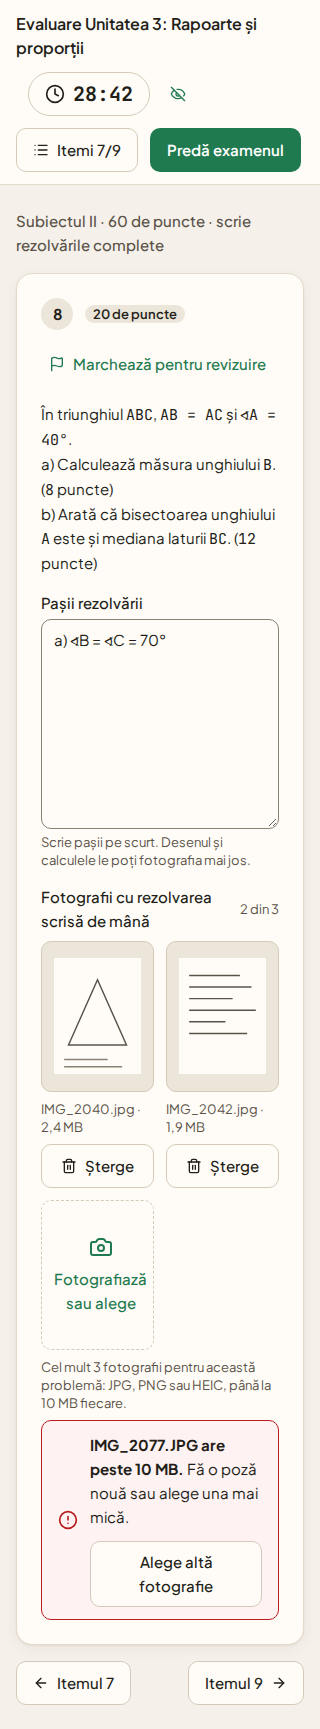 Evaluare Unitatea 3: Rapoarte și
proporții
28:42
Itemi 7/9
Predă examenul
Subiectul II · 60 de puncte · scrie
rezolvările complete
8
20 de puncte
Marchează pentru revizuire
În triunghiul ABC, AB = AC și ∢A =
40°.
a) Calculează măsura unghiului B.
(8 puncte)
b) Arată că bisectoarea unghiului
A este și mediana laturii BC. (12
puncte)
Pașii rezolvării
a) ∢B = ∢C = 70°
Scrie pașii pe scurt. Desenul și
calculele le poți fotografia mai jos.
Fotografii cu rezolvarea
scrisă de mână
2 din 3
IMG_2040.jpg ·
2,4 MB
IMG_2042.jpg ·
1,9 MB
Șterge
Șterge
Fotografiază
sau alege
Cel mult 3 fotografii pentru această
problemă: JPG, PNG sau HEIC, până la
10 MB fiecare.
IMG_2077.JPG are
peste 10 MB. Fă o poză
nouă sau alege una mai
mică.
Alege altă
fotografie
Itemul 7
Itemul 9